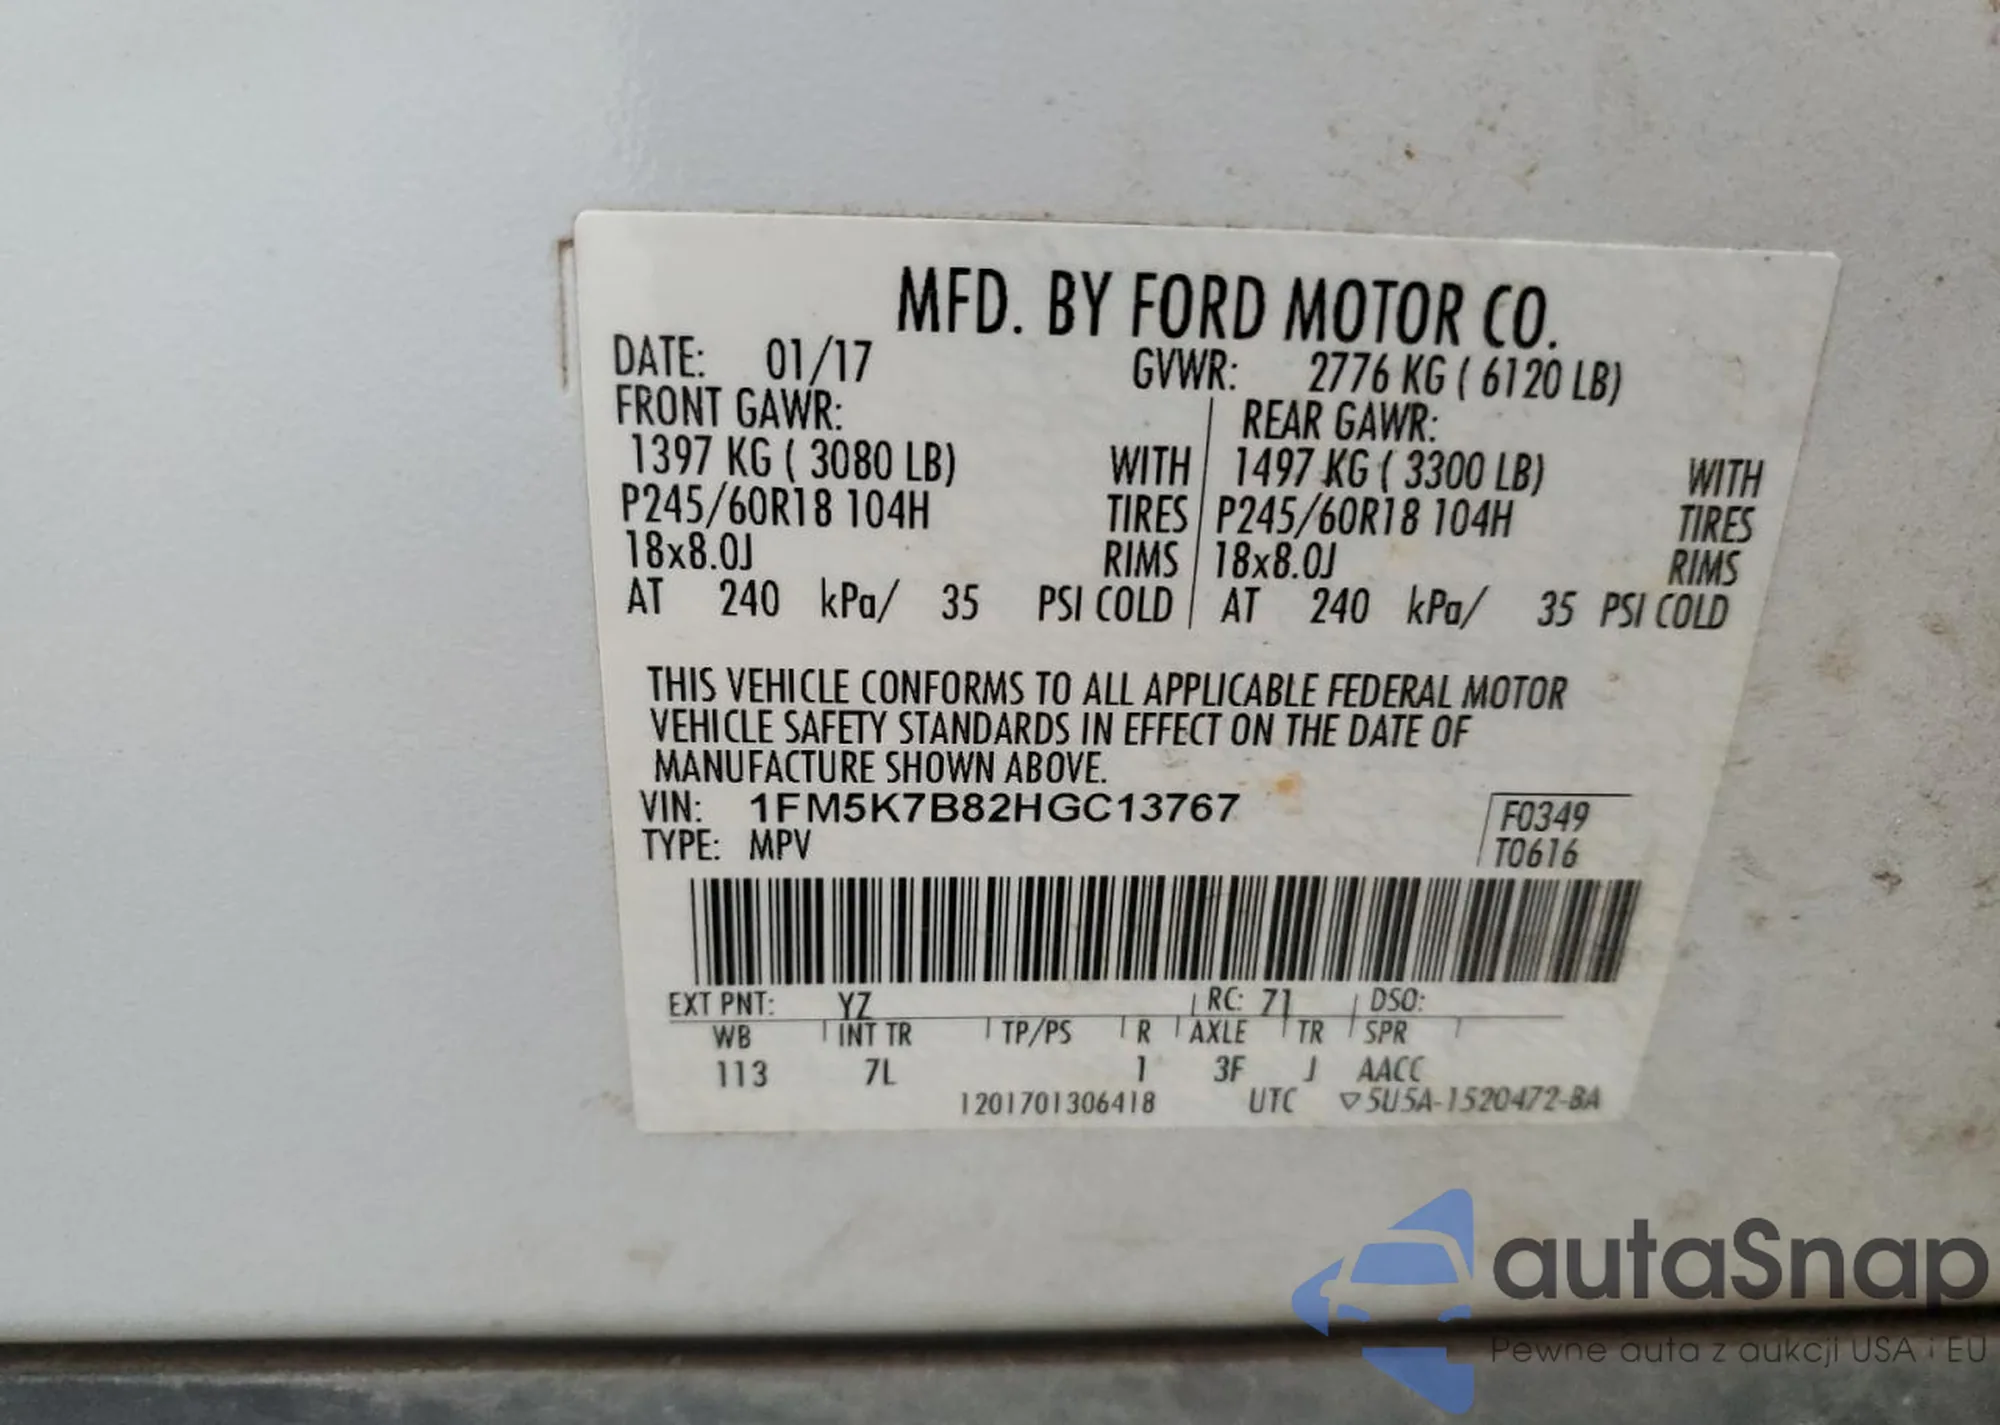 MFD. BY FORD MOTOR CO.
DATE: 01/17 GVWR: 2776 KG ( 6120 LB)
FRONT GAWR: REAR GAWR:
1397 KG ( 3080 LB) WITH 1497 KG ( 3300 LB) WITH
P245/60R18 104H TIRES P245/60R18 104H TIRES
18x8.0J RIMS 18x8.0J RIMS
AT 240 kPa/ 35 PSI COLD AT 240 kPa/ 35 PSI COLD
THIS VEHICLE CONFORMS TO ALL APPLICABLE FEDERAL MOTOR
VEHICLE SAFETY STANDARDS IN EFFECT ON THE DATE OF
MANUFACTURE SHOWN ABOVE.
VIN: 1FM5K7B82HGC13767 F0349
TYPE: MPV T0616
EXT PNT: YZ RC: 71 DSO:
WB INT TR TP/PS R AXLE TR SPR
113 7L 1 3F J AACC
1201701306418 UTC ▽5U5A-1520472-BA
autaSnap
Pewne auta z aukcji USA i EU